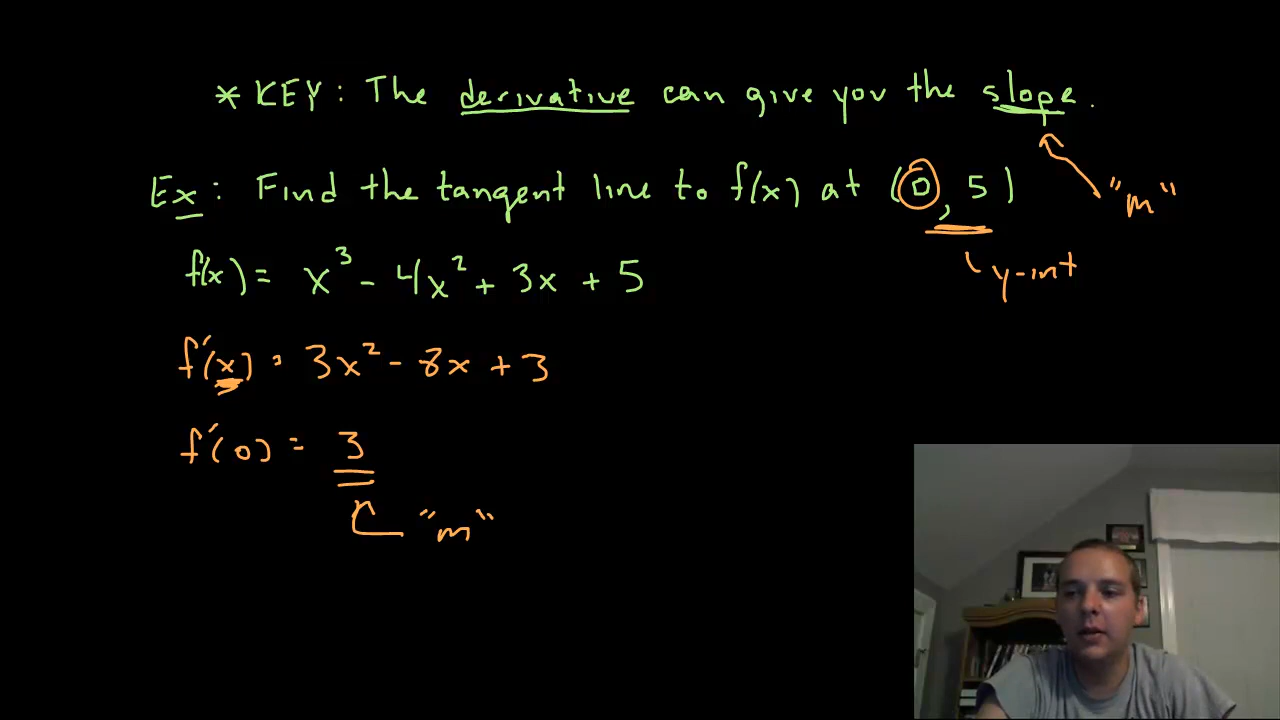 * KEY: The derivative can give you the slope.
"m"
Ex: Find the tangent line to f(x) at (0, 5)
y-int
f(x) = x³ - 4x² + 3x + 5
f'(x) = 3x² - 8x + 3
f'(0) = 3
"m"